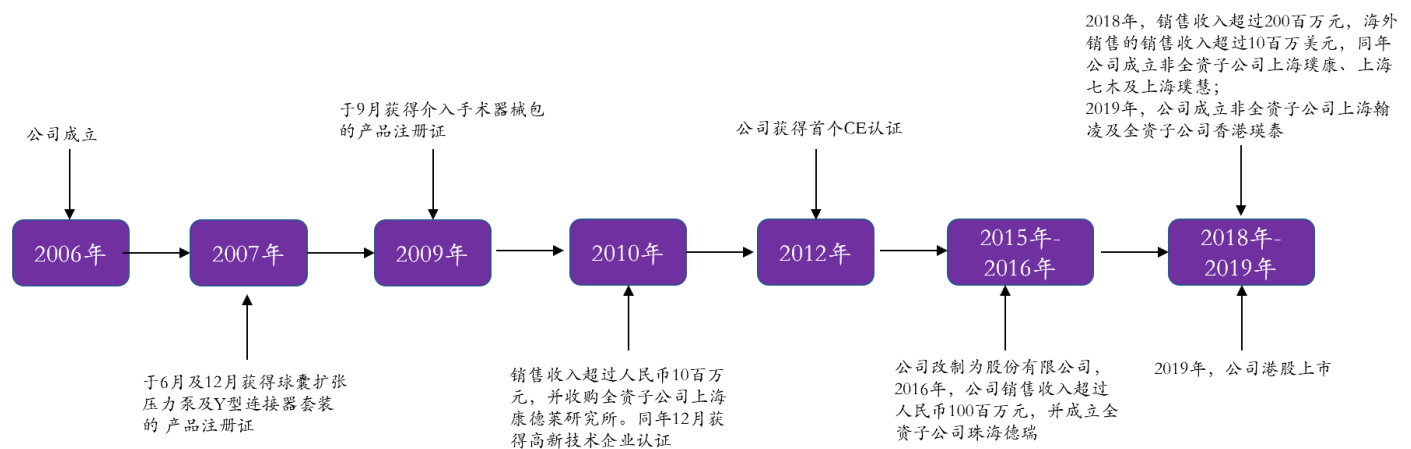 公司成立
2006年
2007年
于6月及12月获得球囊扩张
压力泵及Y型连接器套装
的 产品注册证
于9月获得介入手术器械包
的产品注册证
2009年
2010年
销售收入超过人民币10百万
元，并收购全资子公司上海
康德莱研究所。同年12月获
得高新技术企业认证
公司获得首个CE认证
2012年
2015年-
2016年
公司改制为股份有限公司，
2016年，公司销售收入超过
人民币100百万元，并成立全
资子公司珠海德瑞
2018年，销售收入超过200百万元，海外
销售的销售收入超过10百万美元，同年
公司成立非全资子公司上海璞康、上海
七木及上海璞慧；
2019年，公司成立非全资子公司上海翰
凌及全资子公司香港瑛泰
2018年-
2019年
2019年，公司港股上市